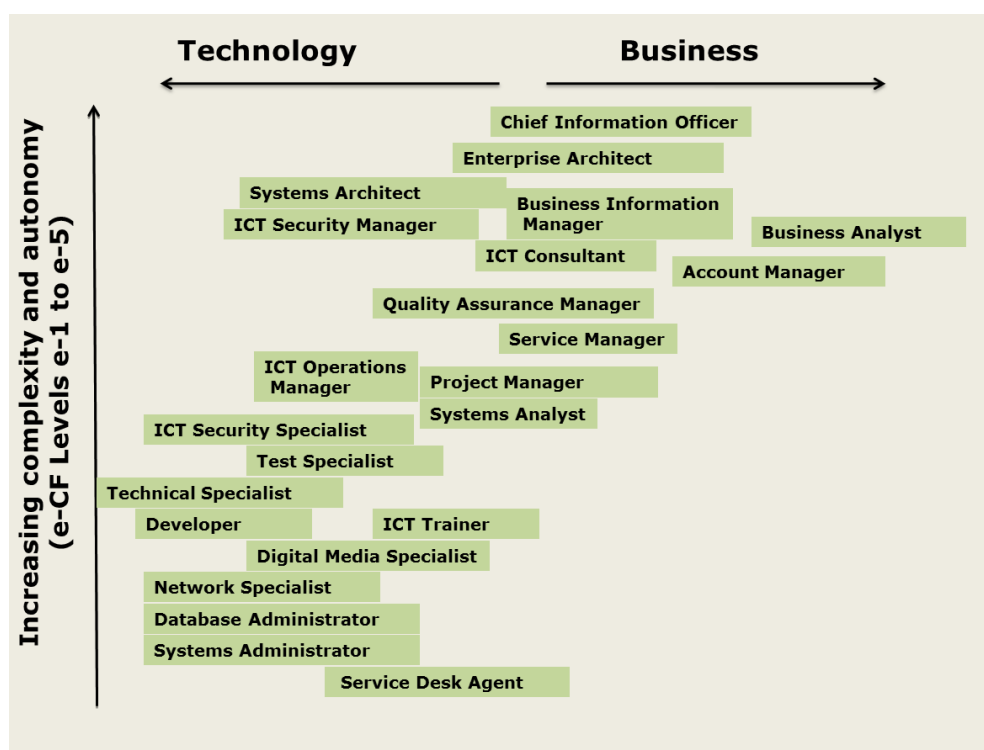 Technology
Business
Increasing complexity and autonomy
(e-CF Levels e-1 to e-5)
Chief Information Officer
Enterprise Architect
Systems Architect
Business Information
Manager
ICT Security Manager
Business Analyst
ICT Consultant
Account Manager
Quality Assurance Manager
Service Manager
ICT Operations
Manager
Project Manager
Systems Analyst
ICT Security Specialist
Test Specialist
Technical Specialist
Developer
ICT Trainer
Digital Media Specialist
Network Specialist
Database Administrator
Systems Administrator
Service Desk Agent